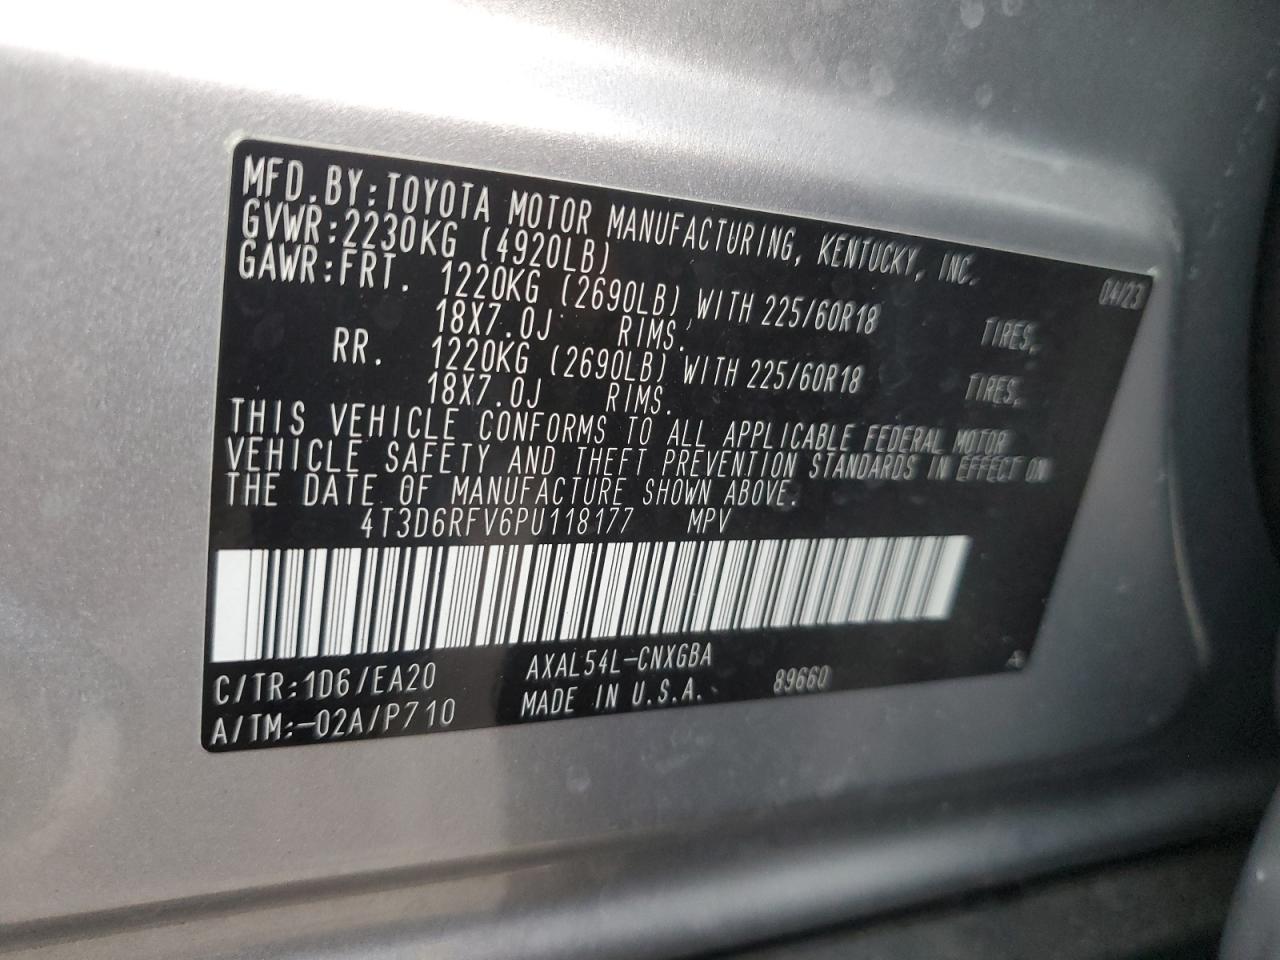 MFD.BY:TOYOTA MOTOR MANUFACTURING, KENTUCKY, INC. 04/23
GVWR:2230KG (4920LB)
GAWR:FRT. 1220KG (2690LB) WITH 225/60R18 TIRES,
18X7.0J RIMS.
RR. 1220KG (2690LB) WITH 225/60R18 TIRES,
18X7.0J RIMS.
THIS VEHICLE CONFORMS TO ALL APPLICABLE FEDERAL MOTOR
VEHICLE SAFETY AND THEFT PREVENTION STANDARDS IN EFFECT ON
THE DATE OF MANUFACTURE SHOWN ABOVE.
4T3D6RFV6PU118177 MPV
C/TR:1D6/EA20 AXAL54L-CNXGBA
A/TM:-02A/P710 MADE IN U.S.A. 89660